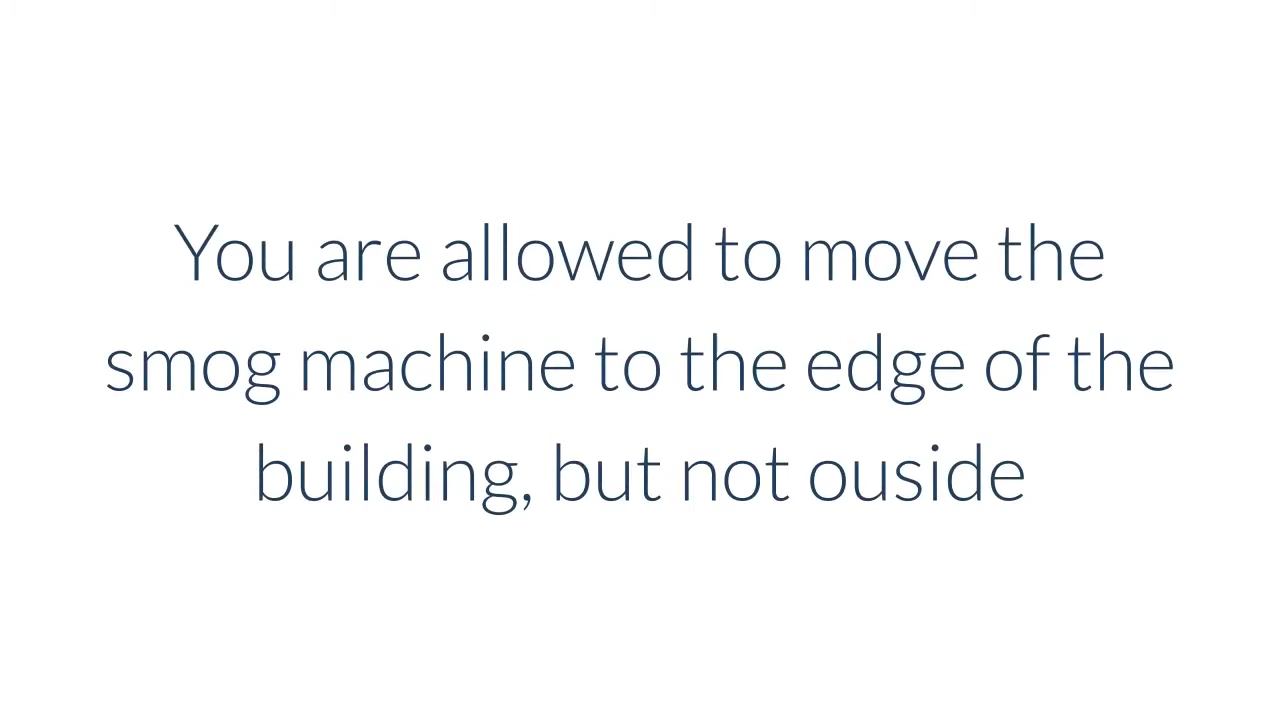 You are allowed to move the
smog machine to the edge of the
building, but not ouside